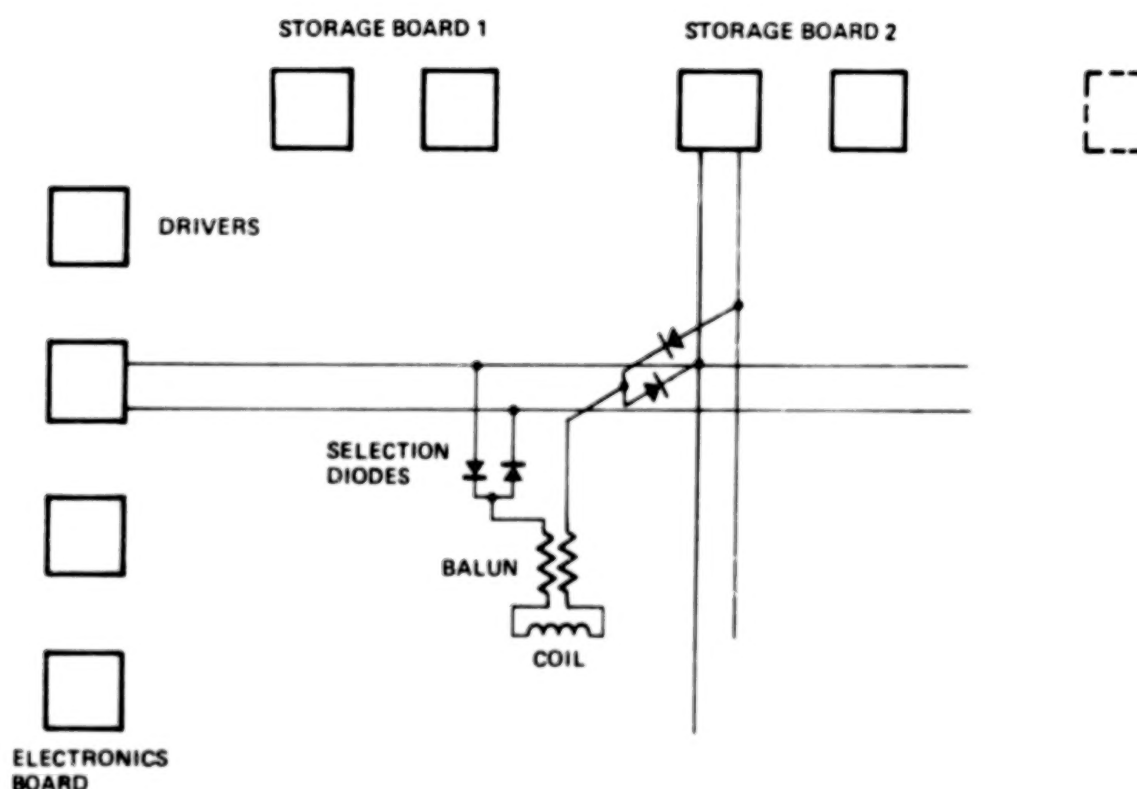 STORAGE BOARD 1
STORAGE BOARD 2
DRIVERS
SELECTION
DIODES
BALUN
COIL
ELECTRONICS
BOARD